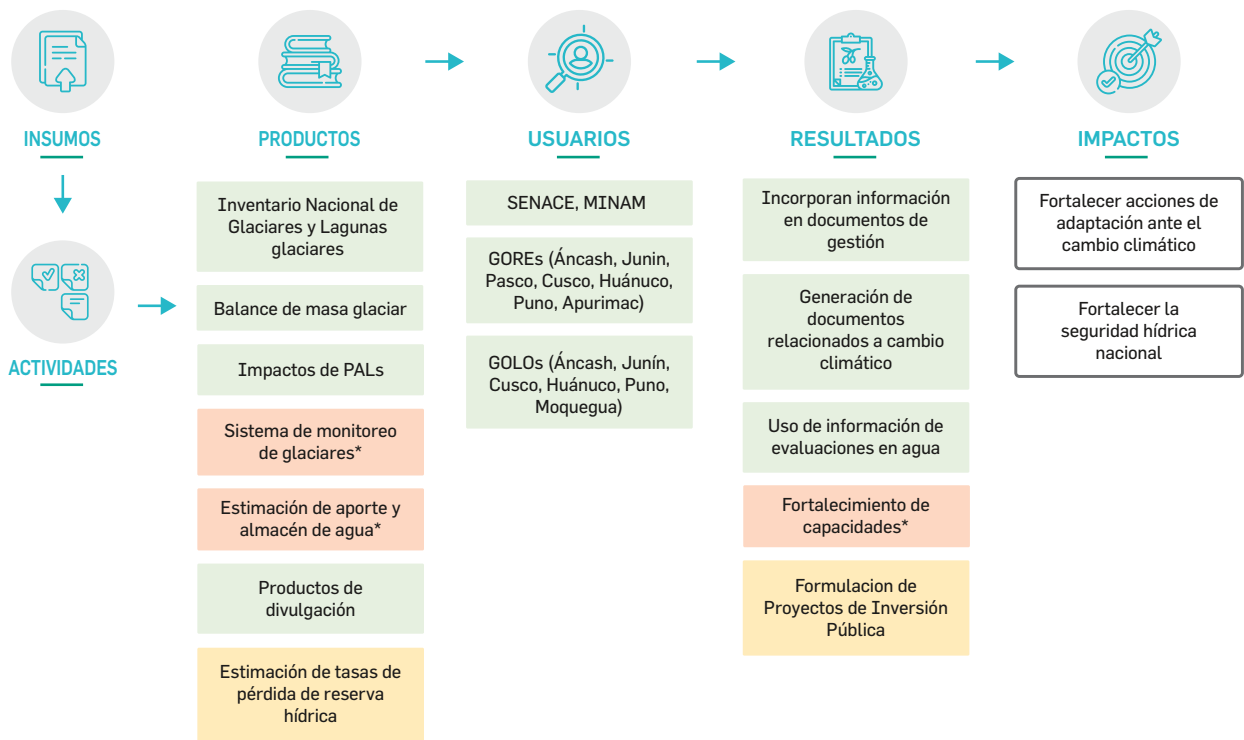 INSUMOS
ACTIVIDADES
PRODUCTOS
Inventario Nacional de
Glaciares y Lagunas
glaciares
Balance de masa glaciar
Impactos de PALs
Sistema de monitoreo
de glaciares*
Estimación de aporte y
almacén de agua*
Productos de
divulgación
Estimación de tasas de
pérdida de reserva
hídrica
USUARIOS
SENACE, MINAM
GOREs (Áncash, Junin,
Pasco, Cusco, Huánuco,
Puno, Apurimac)
GOLOs (Áncash, Junín,
Cusco, Huánuco, Puno,
Moquegua)
RESULTADOS
Incorporan información
en documentos de
gestión
Generación de
documentos
relacionados a cambio
climático
Uso de información de
evaluaciones en agua
Fortalecimiento de
capacidades*
Formulacion de
Proyectos de Inversión
Pública
IMPACTOS
Fortalecer acciones de
adaptación ante el
cambio climático
Fortalecer la
seguridad hídrica
nacional